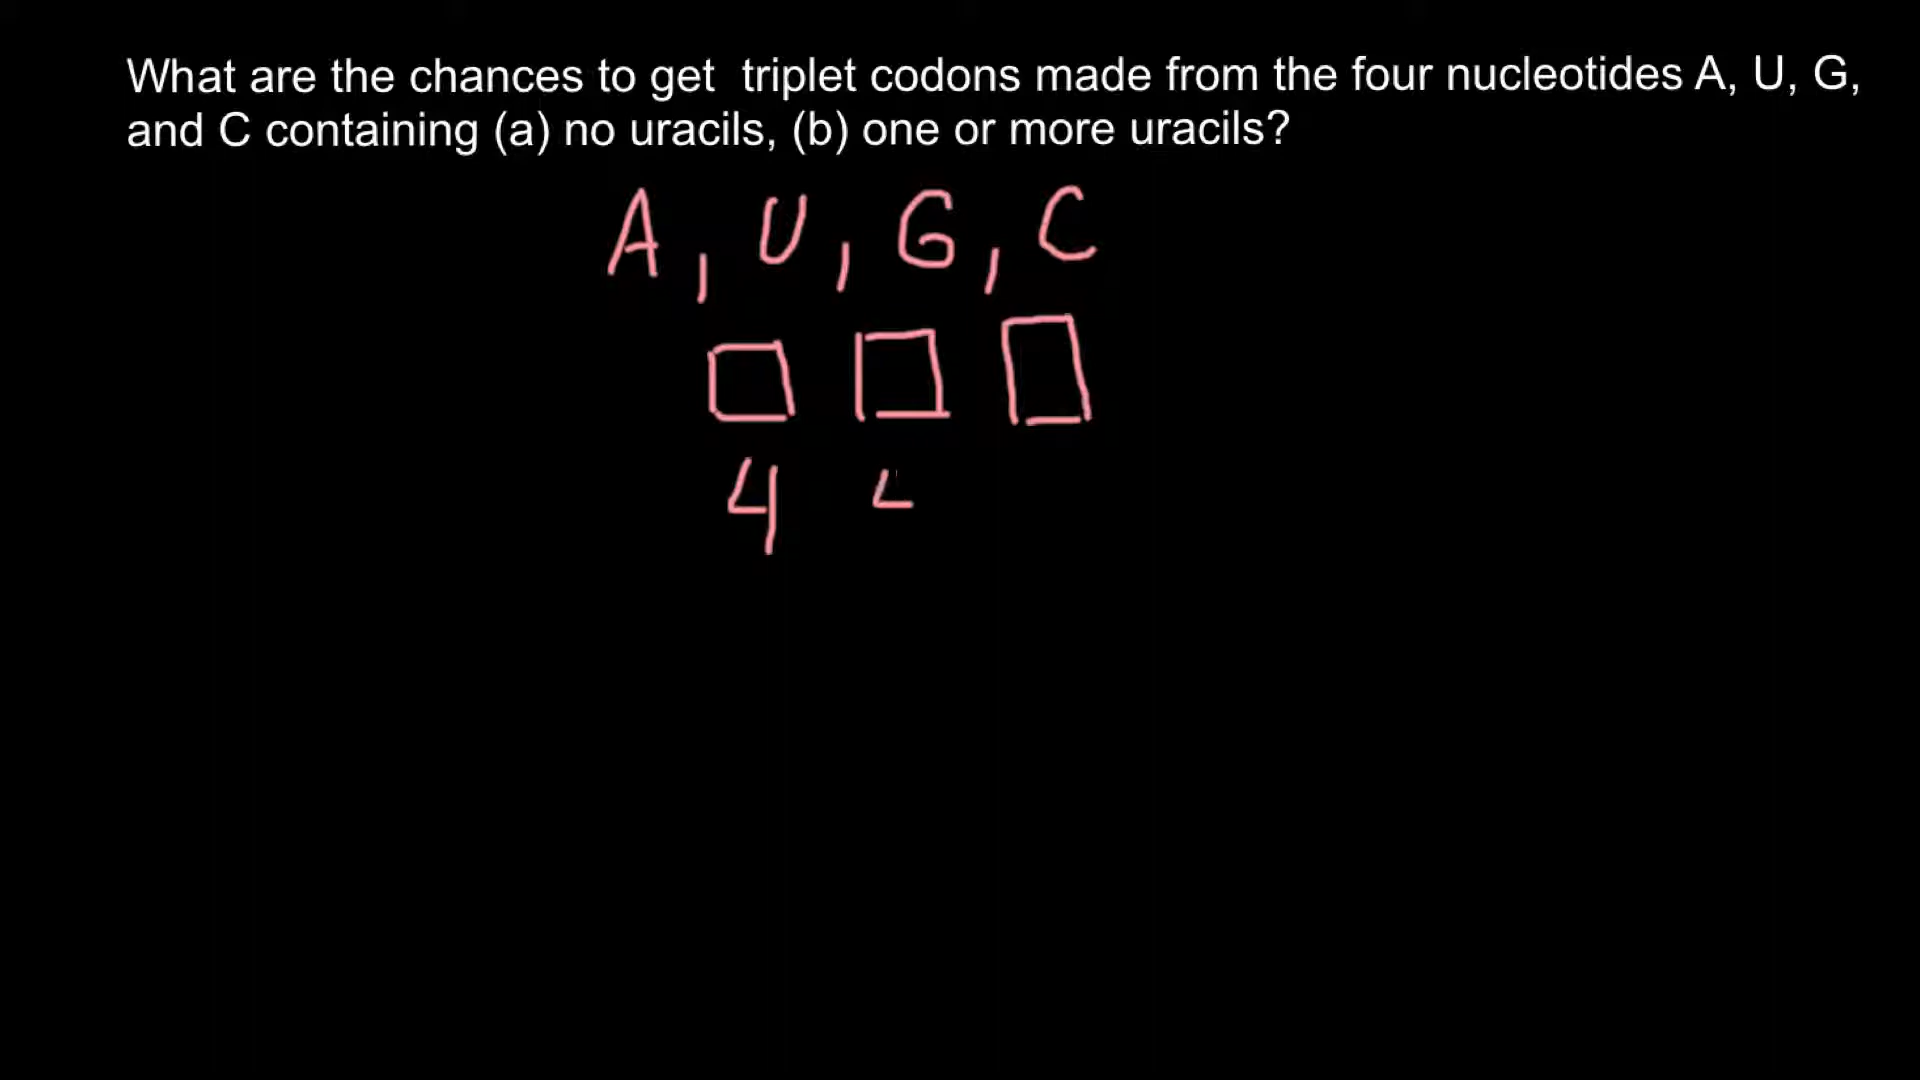 What are the chances to get triplet codons made from the four nucleotides A, U, G,
and C containing (a) no uracils, (b) one or more uracils?
A, U, G, C
4